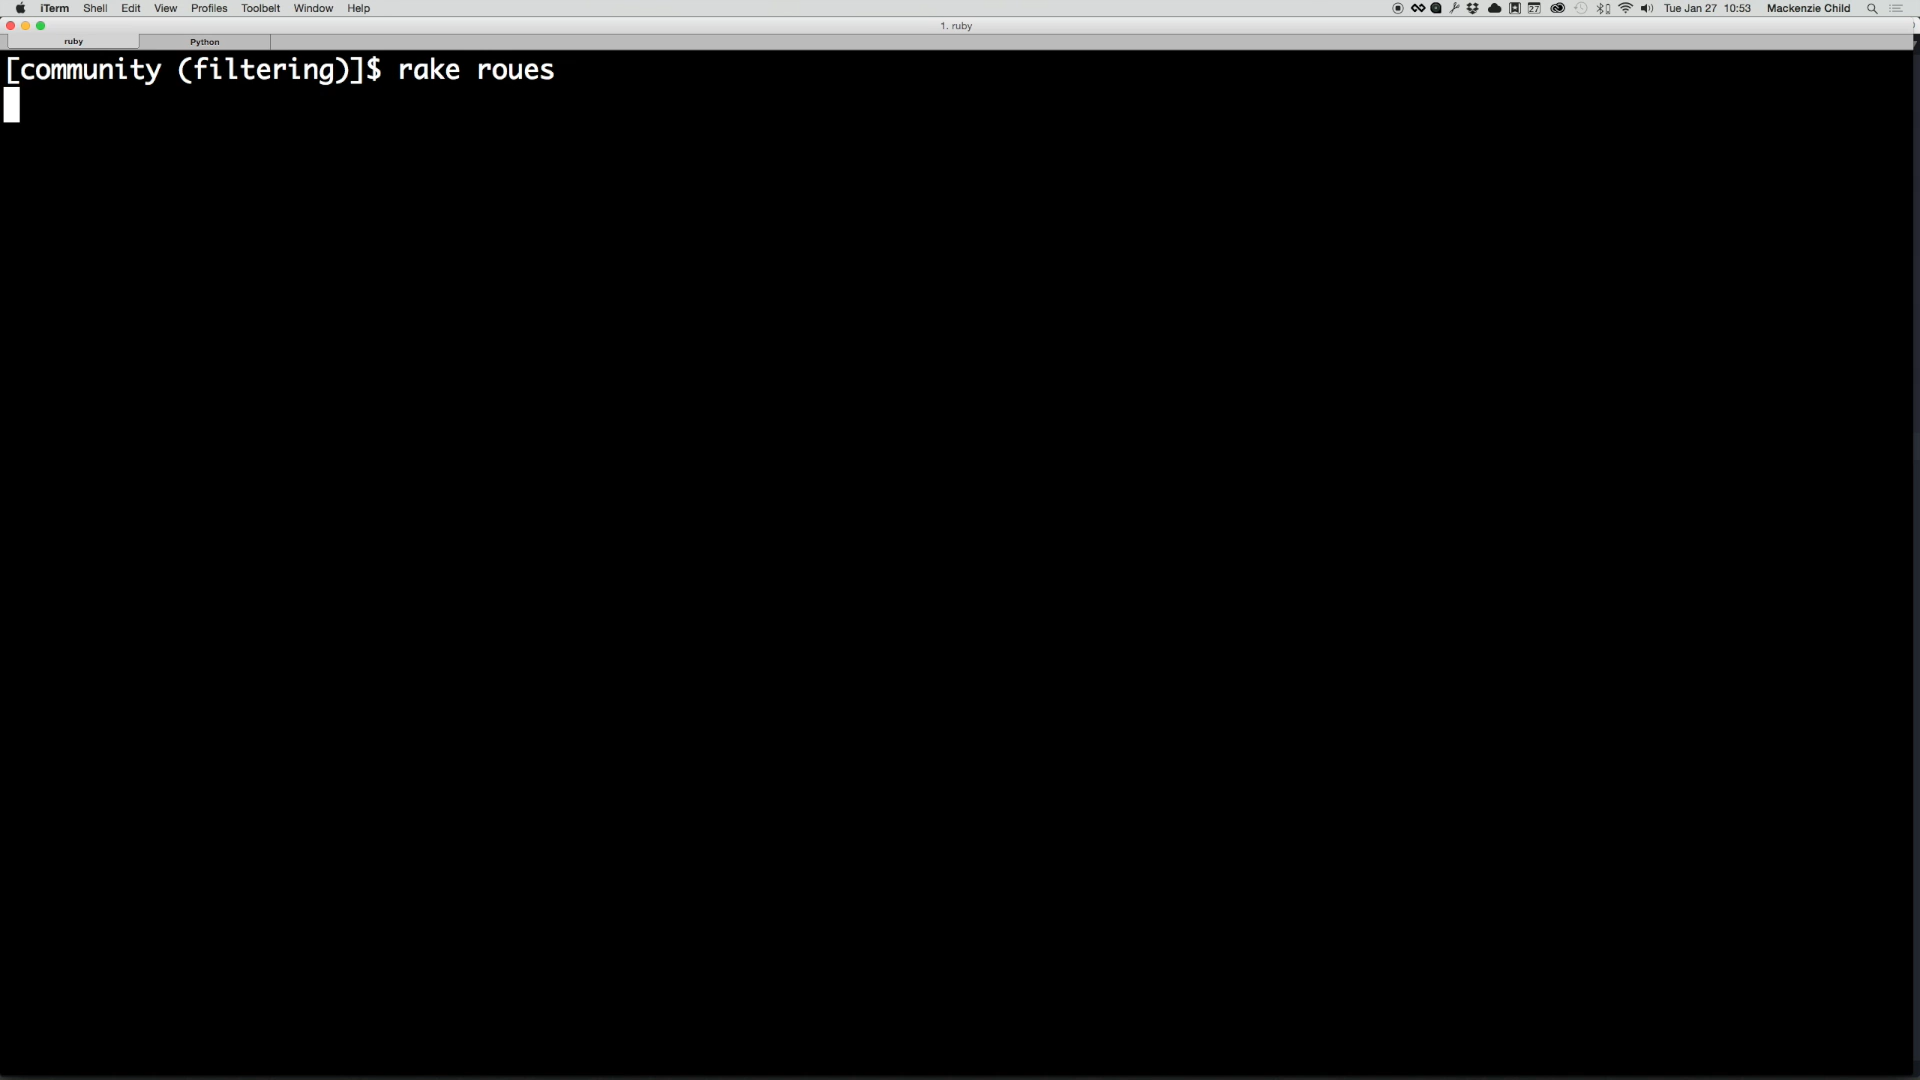 iTerm Shell Edit View Profiles Toolbelt Window Help 27 Tue Jan 27 10:53 Mackenzie Child
1. ruby
ruby Python
[community (filtering)]$ rake roues